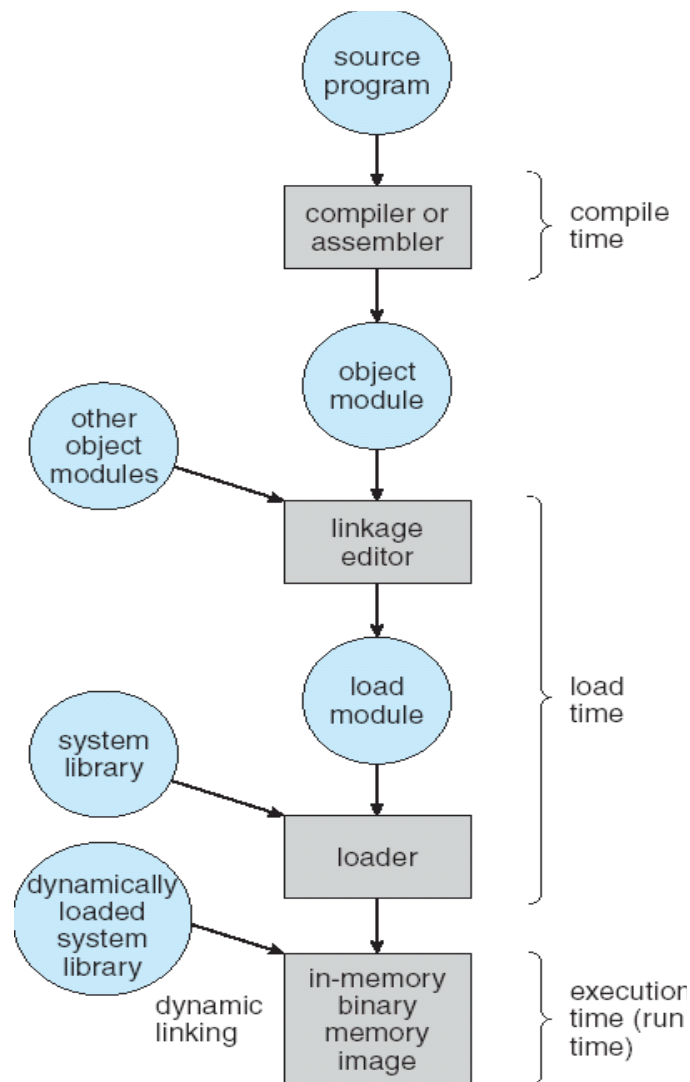 source
program
compiler or
assembler
compile
time
object
module
other
object
modules
linkage
editor
load
module
load
time
system
library
loader
dynamically
loaded
system
library
dynamic
linking
in-memory
binary
memory
image
execution
time (run
time)